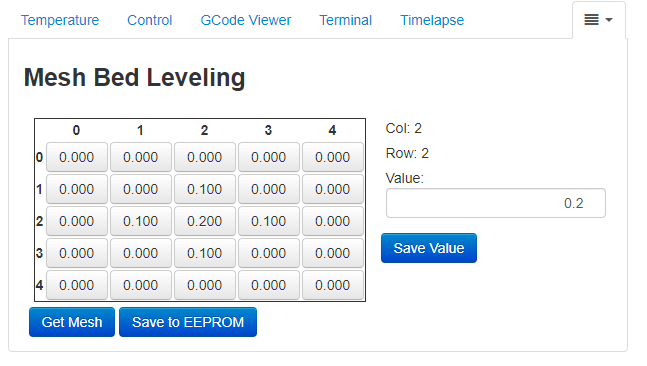 Temperature Control GCode Viewer Terminal Timelapse
Mesh Bed Leveling
0 1 2 3 4
0 0.000 0.000 0.000 0.000 0.000
1 0.000 0.000 0.100 0.000 0.000
2 0.000 0.100 0.200 0.100 0.000
3 0.000 0.000 0.100 0.000 0.000
4 0.000 0.000 0.000 0.000 0.000
Get Mesh Save to EEPROM
Col: 2
Row: 2
Value:
0.2
Save Value